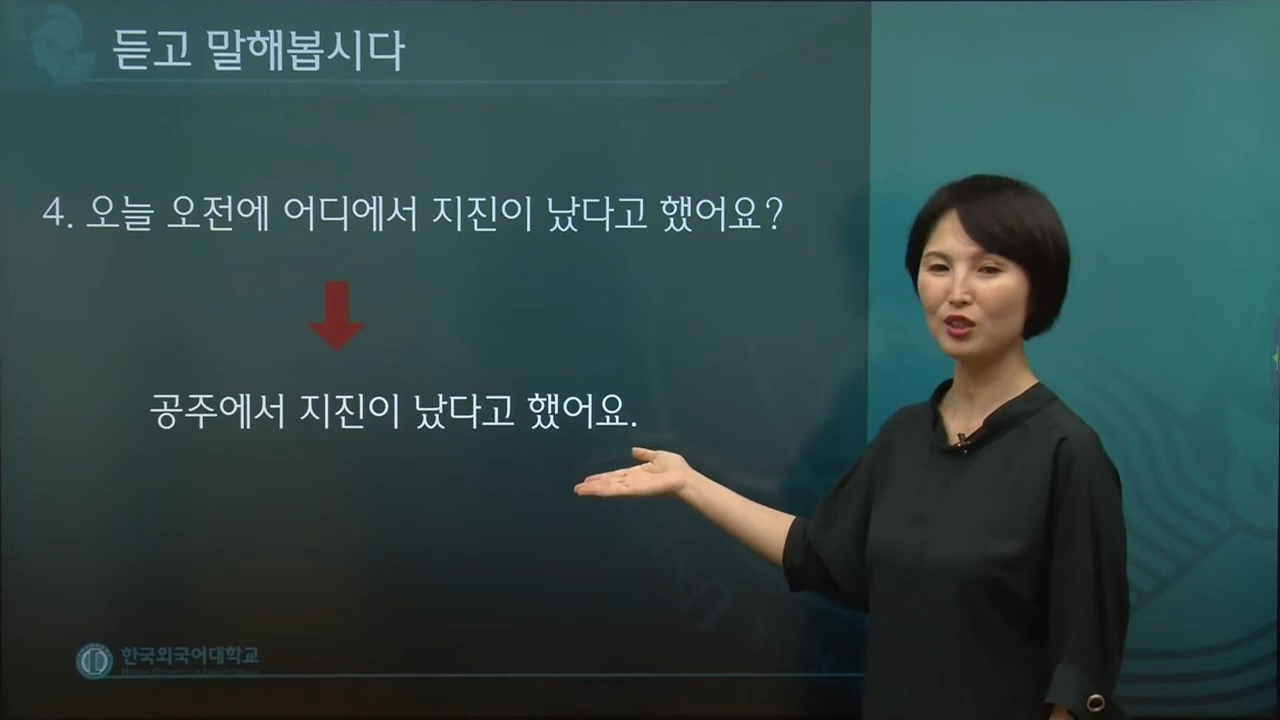 듣고 말해봅시다
4. 오늘 오전에 어디에서 지진이 났다고 했어요?
공주에서 지진이 났다고 했어요.
한국외국어대학교